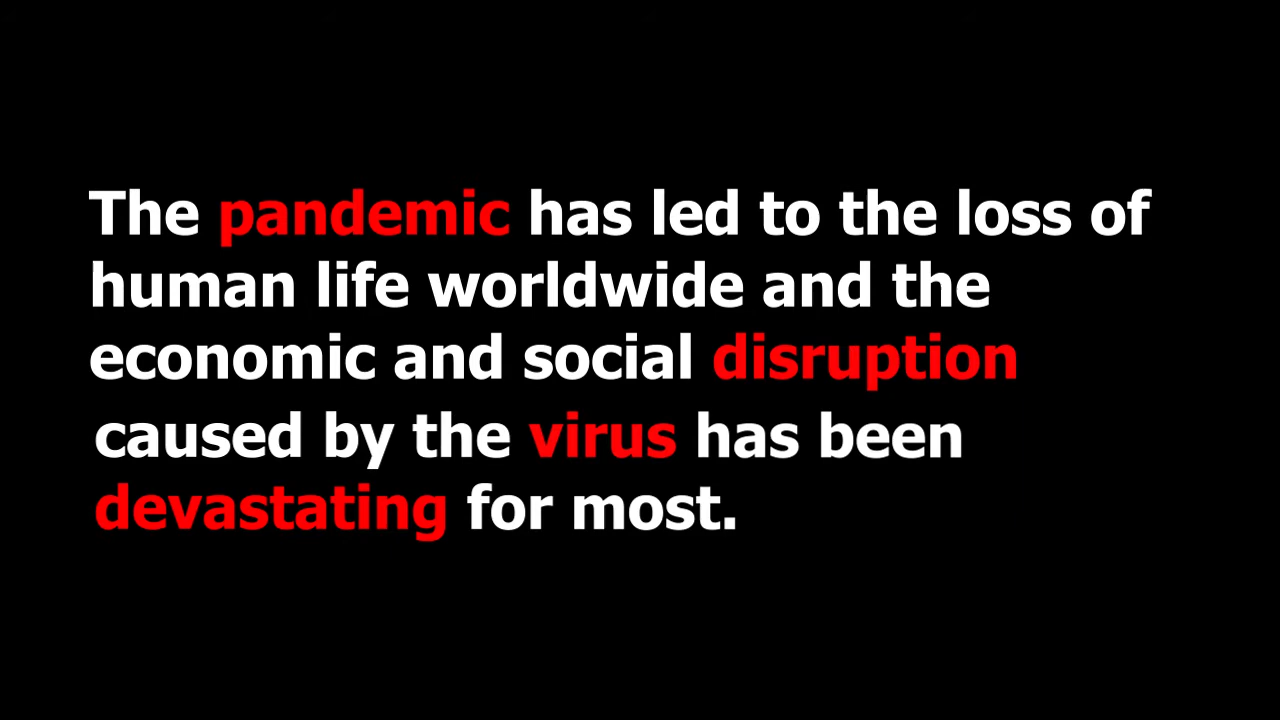 The pandemic has led to the loss of
human life worldwide and the
economic and social disruption
caused by the virus has been
devastating for most.